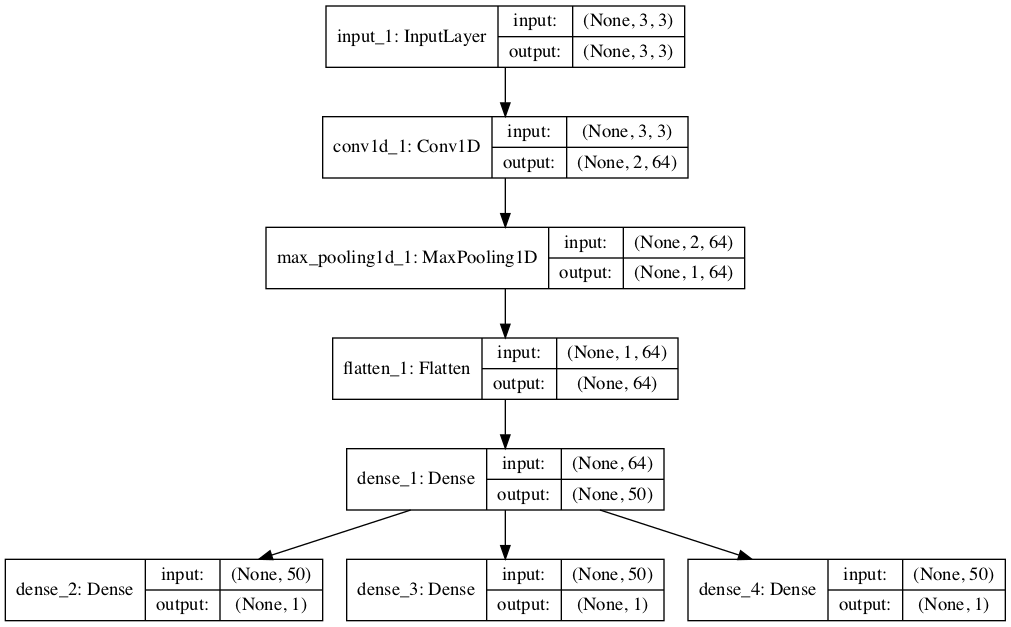 input_1: InputLayer
input:
(None, 3, 3)
output:
(None, 3, 3)
conv1d_1: Conv1D
input:
(None, 3, 3)
output:
(None, 2, 64)
max_pooling1d_1: MaxPooling1D
input:
(None, 2, 64)
output:
(None, 1, 64)
flatten_1: Flatten
input:
(None, 1, 64)
output:
(None, 64)
dense_1: Dense
input:
(None, 64)
output:
(None, 50)
dense_2: Dense
input:
(None, 50)
output:
(None, 1)
dense_3: Dense
input:
(None, 50)
output:
(None, 1)
dense_4: Dense
input:
(None, 50)
output:
(None, 1)